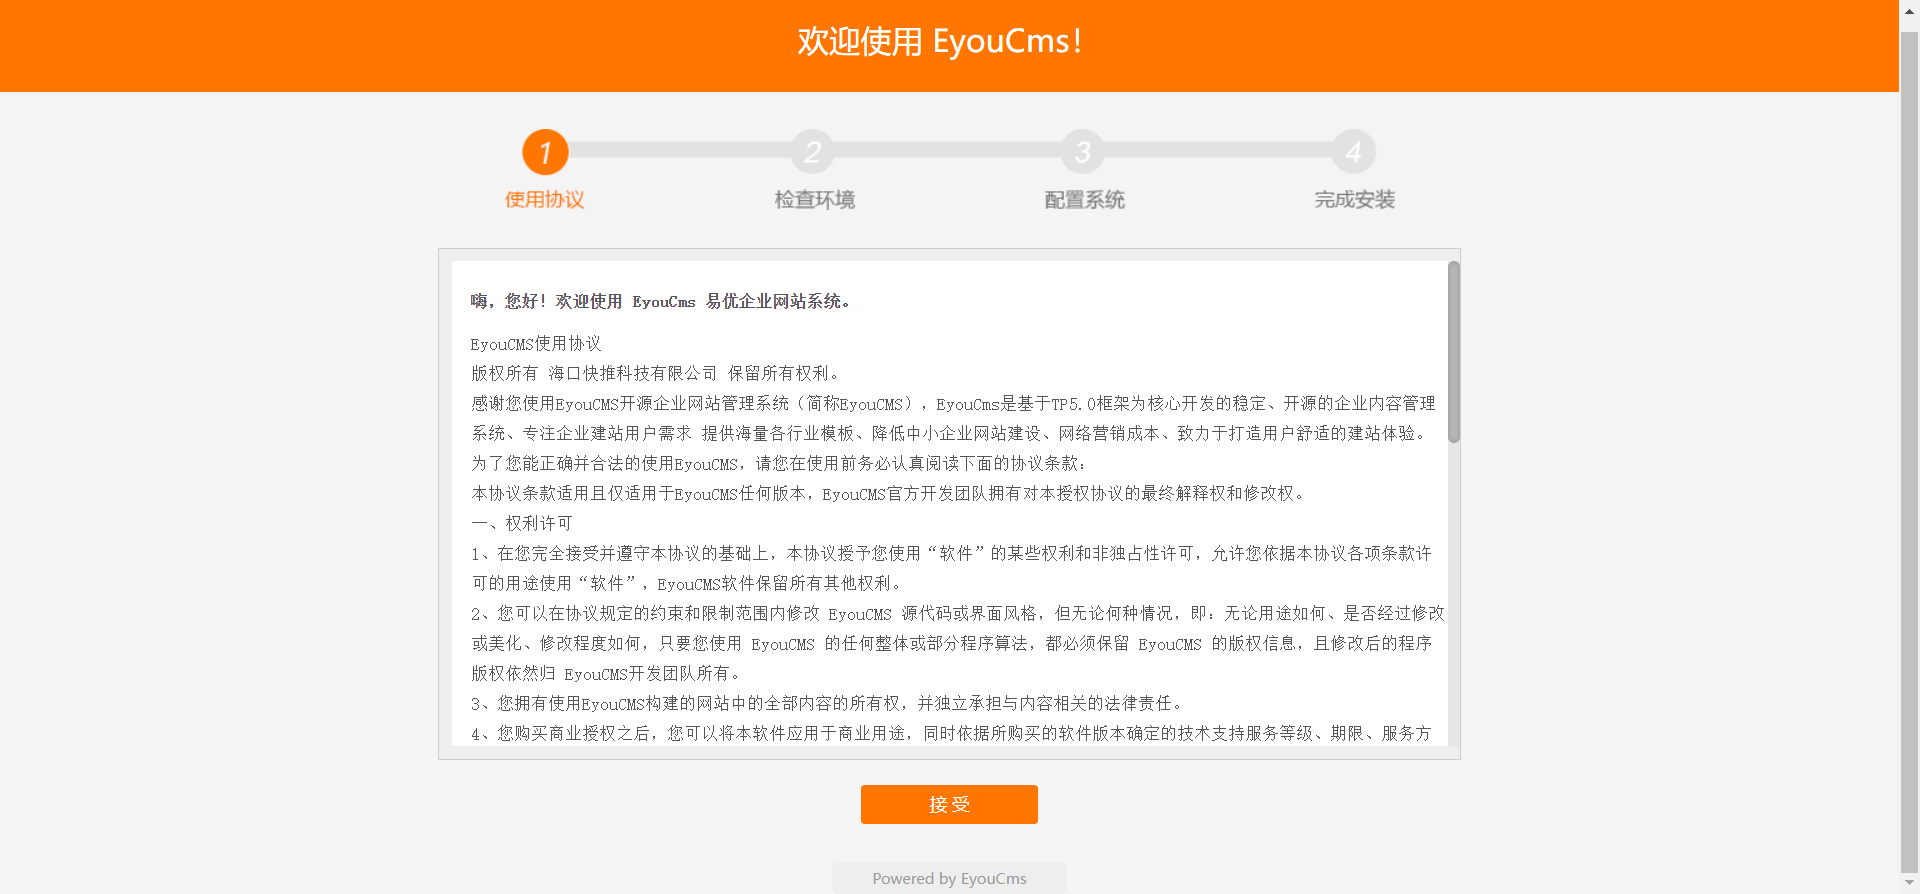 欢迎使用 EyouCms!
1
2
3
4
使用协议
检查环境
配置系统
完成安装
嗨，您好！欢迎使用 EyouCms 易优企业网站系统。
EyouCMS使用协议
版权所有 海口快推科技有限公司 保留所有权利。
感谢您使用EyouCMS开源企业网站管理系统（简称EyouCMS），EyouCms是基于TP5.0框架为核心开发的稳定、开源的企业内容管理
系统、专注企业建站用户需求 提供海量各行业模板、降低中小企业网站建设、网络营销成本、致力于打造用户舒适的建站体验。
为了您能正确并合法的使用EyouCMS，请您在使用前务必认真阅读下面的协议条款：
本协议条款适用且仅适用于EyouCMS任何版本，EyouCMS官方开发团队拥有对本授权协议的最终解释权和修改权。
一、权利许可
1、在您完全接受并遵守本协议的基础上，本协议授予您使用“软件”的某些权利和非独占性许可，允许您依据本协议各项条款许
可的用途使用“软件”，EyouCMS软件保留所有其他权利。
2、您可以在协议规定的约束和限制范围内修改 EyouCMS 源代码或界面风格，但无论何种情况，即：无论用途如何、是否经过修改
或美化、修改程度如何，只要您使用 EyouCMS 的任何整体或部分程序算法，都必须保留 EyouCMS 的版权信息，且修改后的程序
版权依然归 EyouCMS开发团队所有。
3、您拥有使用EyouCMS构建的网站中的全部内容的所有权，并独立承担与内容相关的法律责任。
4、您购买商业授权之后，您可以将本软件应用于商业用途，同时依据所购买的软件版本确定的技术支持服务等级、期限、服务方
接受
Powered by EyouCms